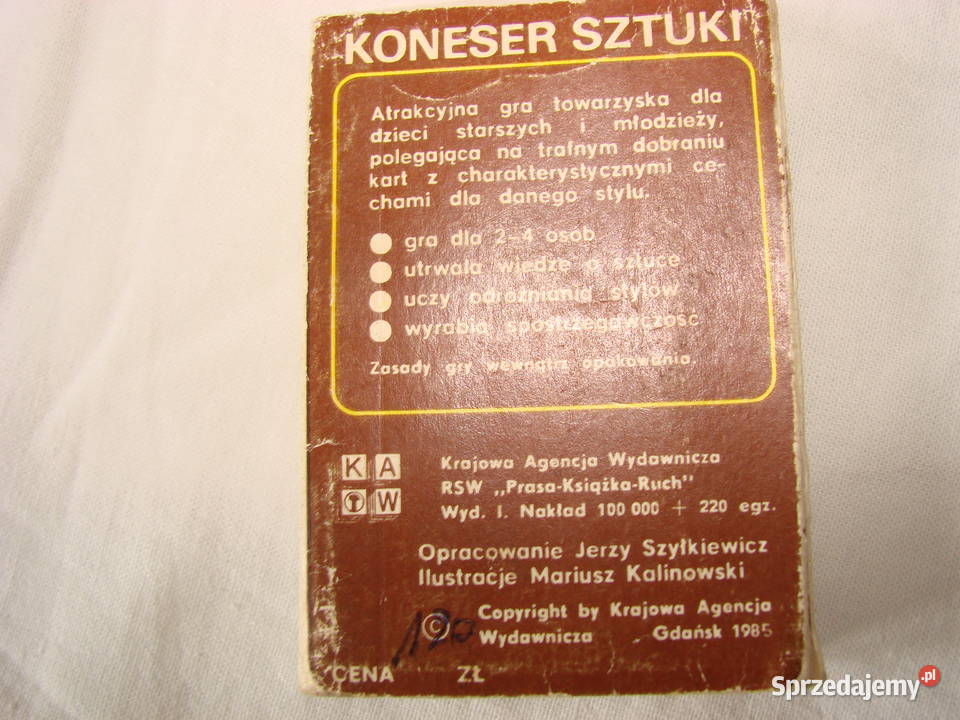 KONESER SZTUKI
Atrakcyjna gra towarzyska dla
dzieci starszych i młodzieży,
polegająca na trafnym dobraniu
kart z charakterystycznymi ce-
chami dla danego stylu.
gra dla 2-4 osób
utrwala wiedzę o sztuce
uczy odróżniania stylów
wyrabia spostrzegawczość
Zasady gry wewnątrz opakowania.
K A
W
Krajowa Agencja Wydawnicza
RSW „Prasa-Książka-Ruch"
Wyd. I. Nakład 100 000 + 220 egz.
Opracowanie Jerzy Szyłkiewicz
Ilustracje Mariusz Kalinowski
© Copyright by Krajowa Agencja
Wydawnicza Gdańsk 1985
120
CENA ZŁ
Sprzedajemy.pl